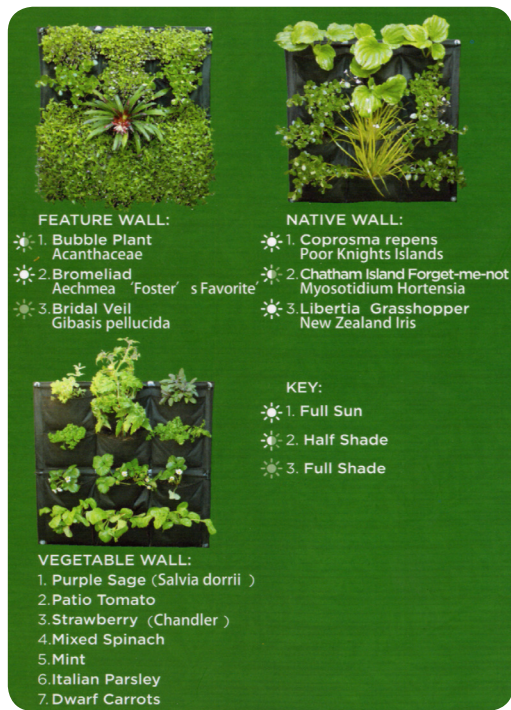 FEATURE WALL:
1. Bubble Plant
Acanthaceae
2.Bromeliad
Aechmea ‘Foster’ s Favorite’
3.Bridal Veil
Gibasis pellucida
NATIVE WALL:
1. Coprosma repens
Poor Knights Islands
2. Chatham Island Forget-me-not
Myosotidium Hortensia
3.Libertia Grasshopper
New Zealand Iris
KEY:
1. Full Sun
2. Half Shade
3. Full Shade
VEGETABLE WALL:
1. Purple Sage (Salvia dorrii )
2.Patio Tomato
3.Strawberry (Chandler )
4.Mixed Spinach
5.Mint
6.Italian Parsley
7. Dwarf Carrots